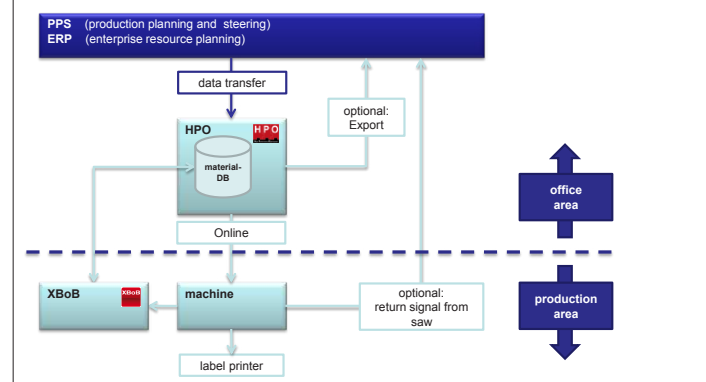 PPS (production planning and steering)
ERP (enterprise resource planning)
data transfer
optional:
Export
HPO
HPO
material-
DB
office
area
Online
XBoB
XBoB
machine
optional:
return signal from
saw
production
area
label printer